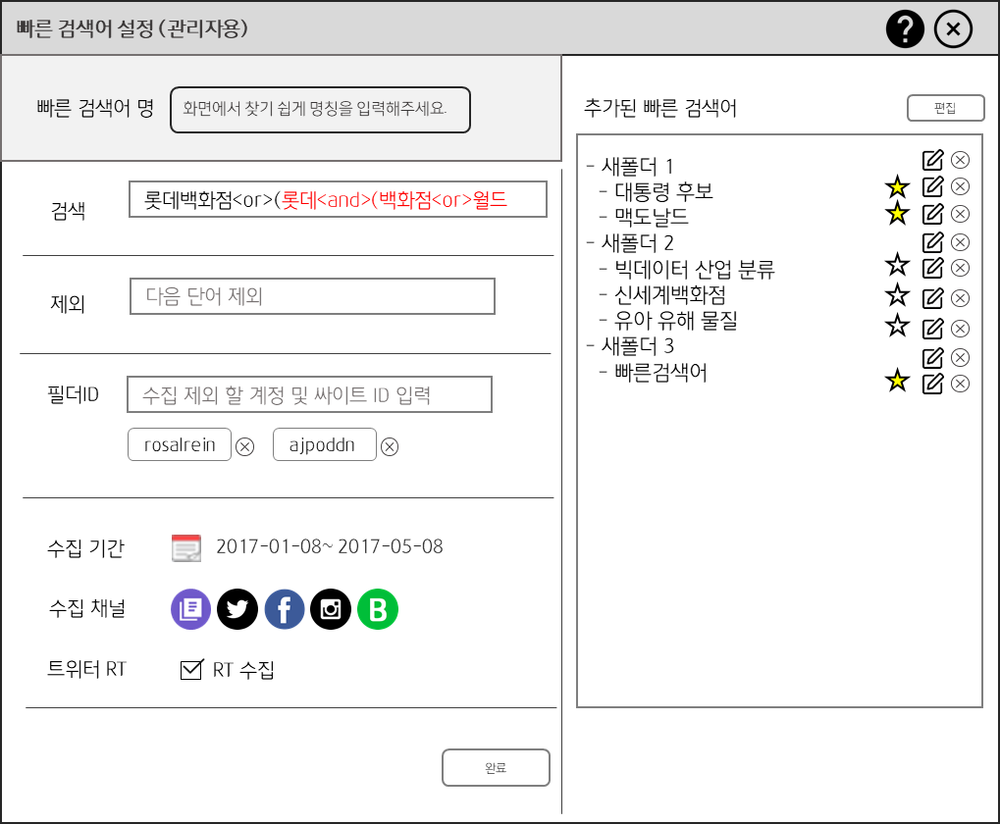 빠른 검색어 설정 (관리자용)
빠른 검색어 명
화면에서 찾기 쉽게 명칭을 입력해주세요.
검색
롯데백화점<or>(롯데<and>(백화점<or>월드
제외
다음 단어 제외
필더ID
수집 제외 할 계정 및 싸이트 ID 입력
rosalrein
ajpoddn
수집 기간
2017-01-08~ 2017-05-08
수집 채널
B
트위터 RT
RT 수집
완료
추가된 빠른 검색어
편집
- 새폴더 1
- 대통령 후보
- 맥도날드
- 새폴더 2
- 빅데이터 산업 분류
- 신세계백화점
- 유아 유해 물질
- 새폴더 3
- 빠른검색어